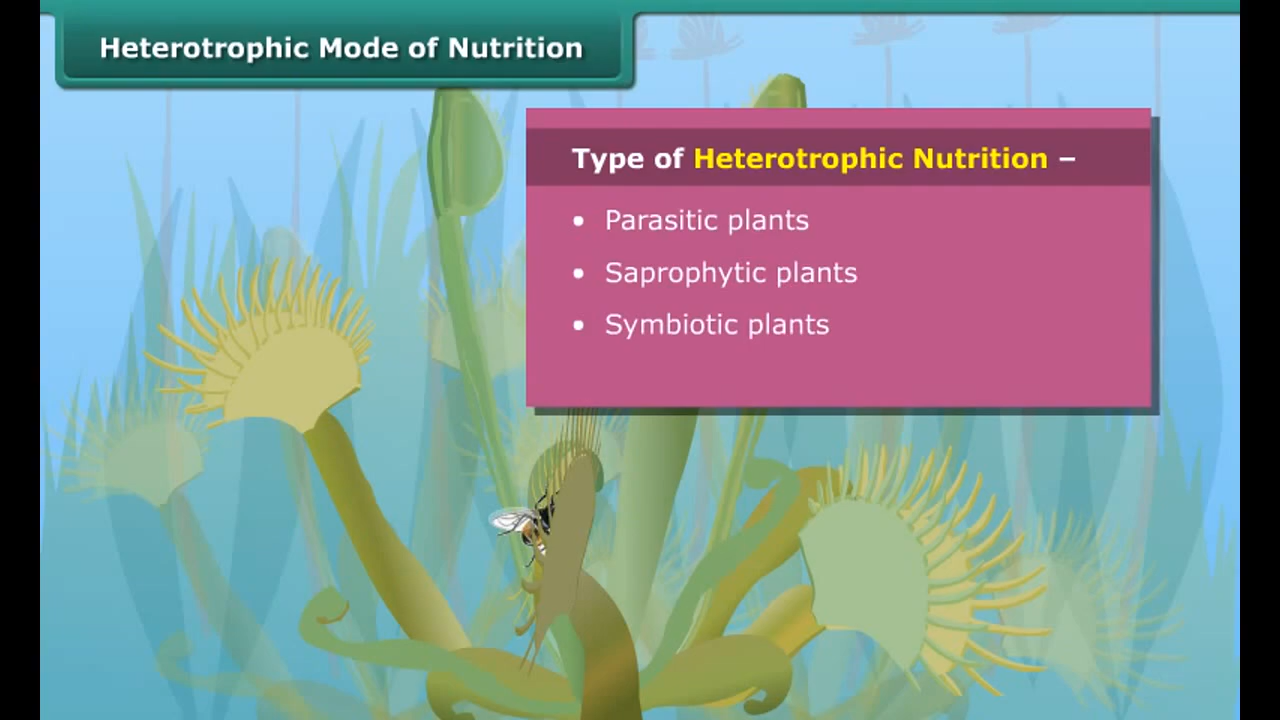 Heterotrophic Mode of Nutrition
Type of Heterotrophic Nutrition –
• Parasitic plants
• Saprophytic plants
• Symbiotic plants